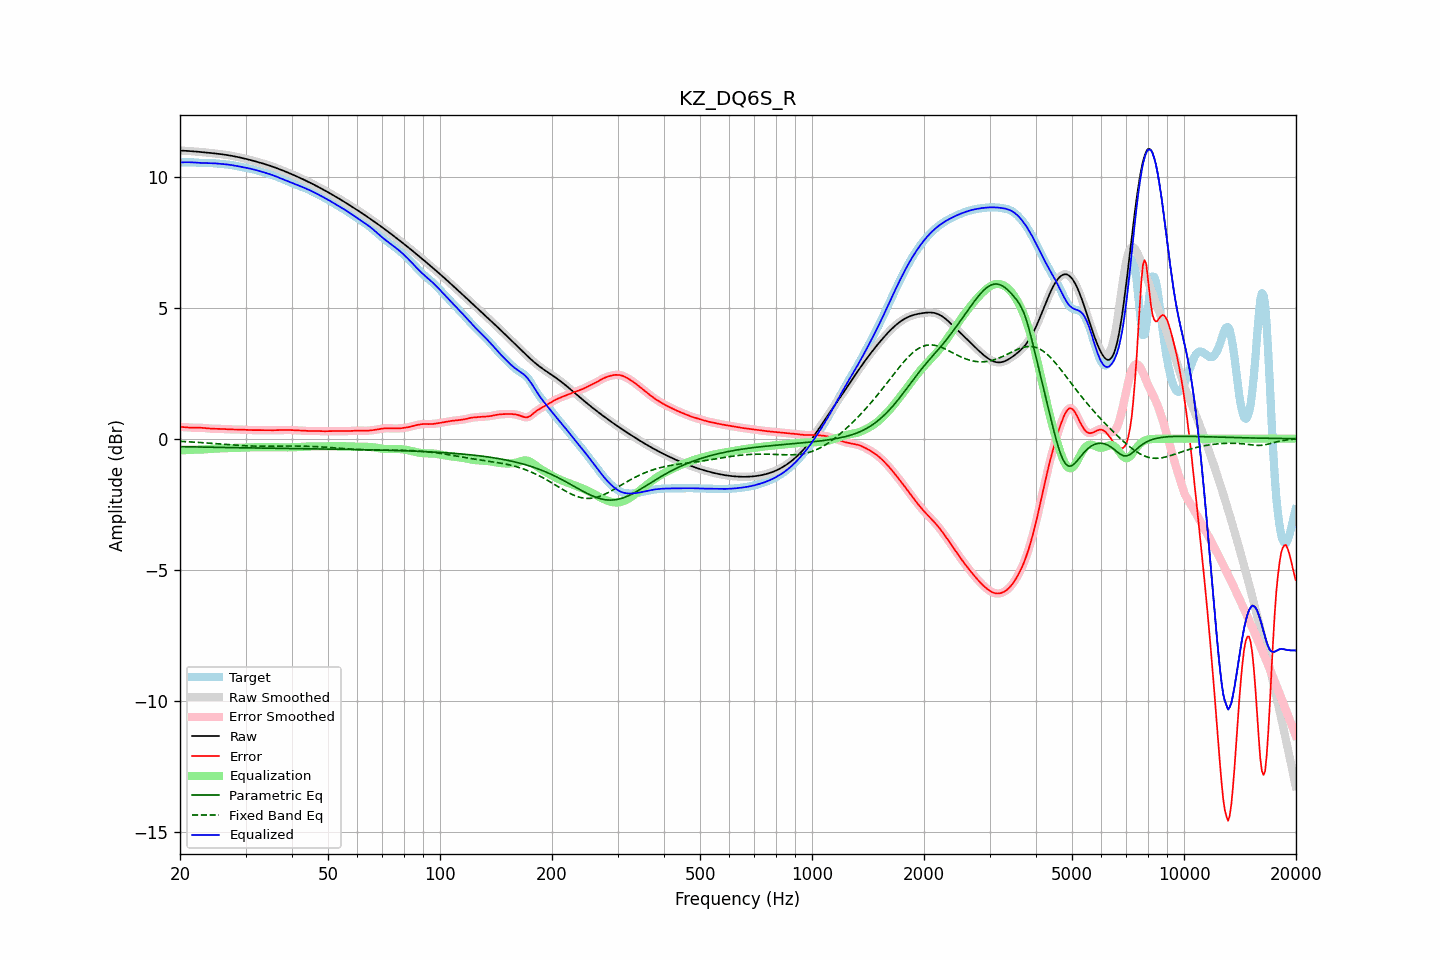 KZ_DQ6S_R
Amplitude (dBr)
10
5
0
−5
−10
−15
Target
Raw Smoothed
Error Smoothed
Raw
Error
Equalization
Parametric Eq
Fixed Band Eq
Equalized
20 50 100 200 500 1000 2000 5000 10000 20000
Frequency (Hz)